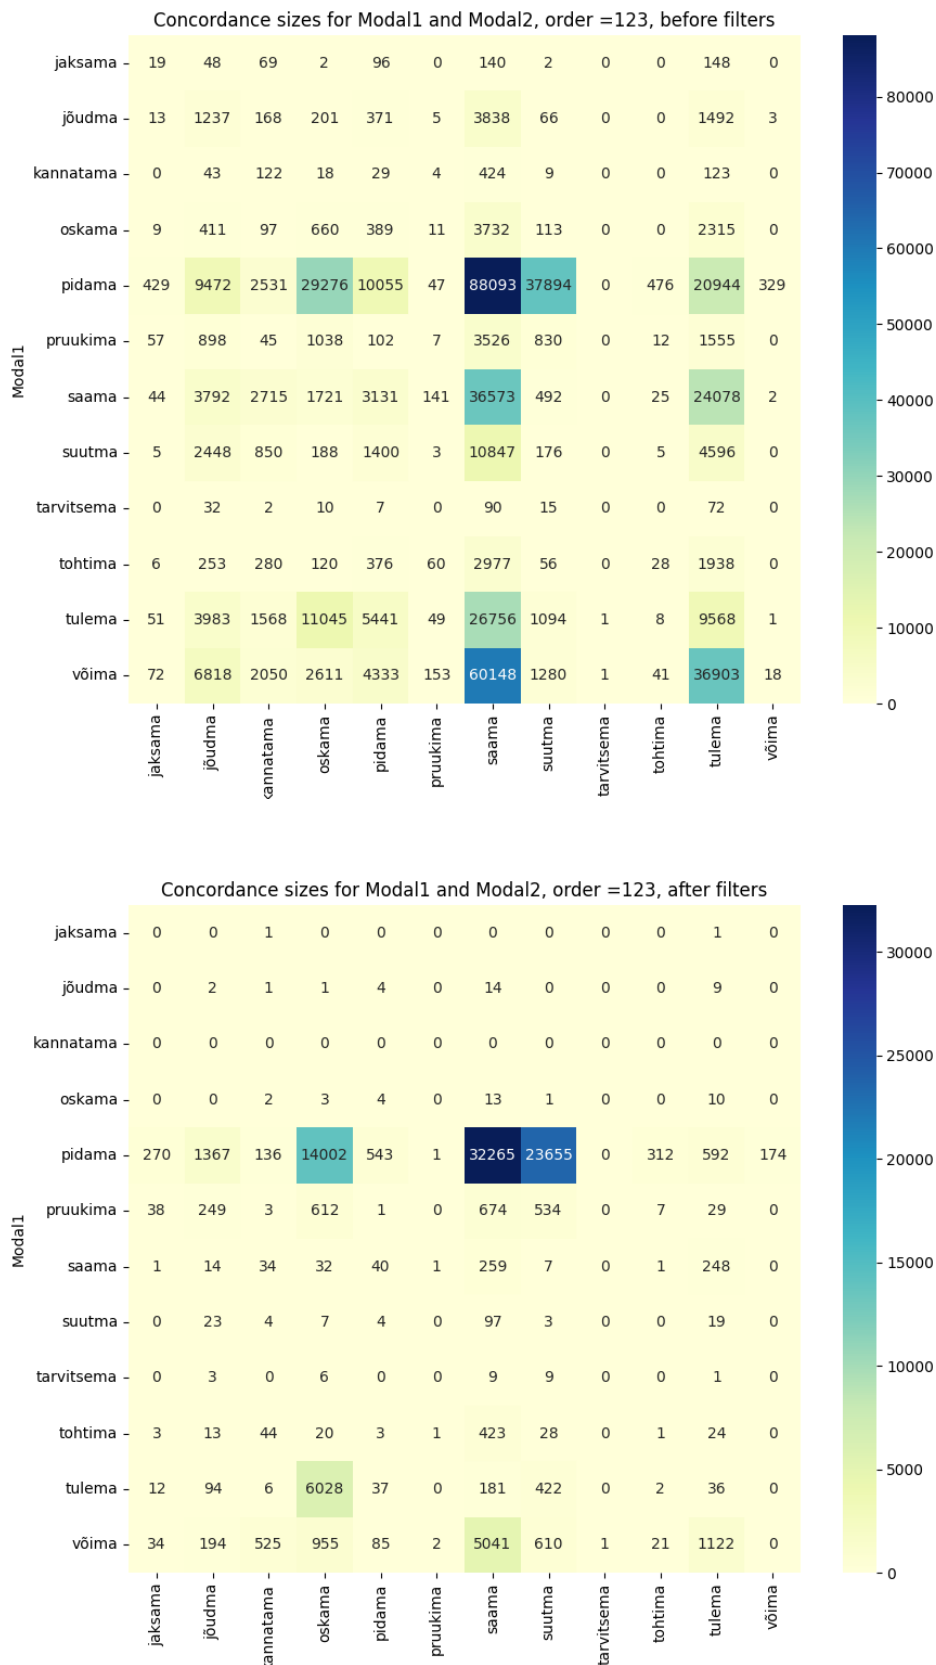 Concordance sizes for Modal1 and Modal2, order =123, before filters
jaksama 19 48 69 2 96 0 140 2 0 0 148 0
jõudma 13 1237 168 201 371 5 3838 66 0 0 1492 3
kannatama 0 43 122 18 29 4 424 9 0 0 123 0
oskama 9 411 97 660 389 11 3732 113 0 0 2315 0
pidama 429 9472 2531 29276 10055 47 88093 37894 0 476 20944 329
pruukima 57 898 45 1038 102 7 3526 830 0 12 1555 0
saama 44 3792 2715 1721 3131 141 36573 492 0 25 24078 2
suutma 5 2448 850 188 1400 3 10847 176 0 5 4596 0
tarvitsema 0 32 2 10 7 0 90 15 0 0 72 0
tohtima 6 253 280 120 376 60 2977 56 0 28 1938 0
tulema 51 3983 1568 11045 5441 49 26756 1094 1 8 9568 1
võima 72 6818 2050 2611 4333 153 60148 1280 1 41 36903 18
Modal1
jaksama jõudma kannatama oskama pidama pruukima saama suutma tarvitsema tohtima tulema võima
80000
70000
60000
50000
40000
30000
20000
10000
0
Concordance sizes for Modal1 and Modal2, order =123, after filters
jaksama 0 0 1 0 0 0 0 0 0 0 1 0
jõudma 0 2 1 1 4 0 14 0 0 0 9 0
kannatama 0 0 0 0 0 0 0 0 0 0 0 0
oskama 0 0 2 3 4 0 13 1 0 0 10 0
pidama 270 1367 136 14002 543 1 32265 23655 0 312 592 174
pruukima 38 249 3 612 1 0 674 534 0 7 29 0
saama 1 14 34 32 40 1 259 7 0 1 248 0
suutma 0 23 4 7 4 0 97 3 0 0 19 0
tarvitsema 0 3 0 6 0 0 9 9 0 0 1 0
tohtima 3 13 44 20 3 1 423 28 0 1 24 0
tulema 12 94 6 6028 37 0 181 422 0 2 36 0
võima 34 194 525 955 85 2 5041 610 1 21 1122 0
Modal1
jaksama jõudma kannatama oskama pidama pruukima saama suutma tarvitsema tohtima tulema võima
30000
25000
20000
15000
10000
5000
0